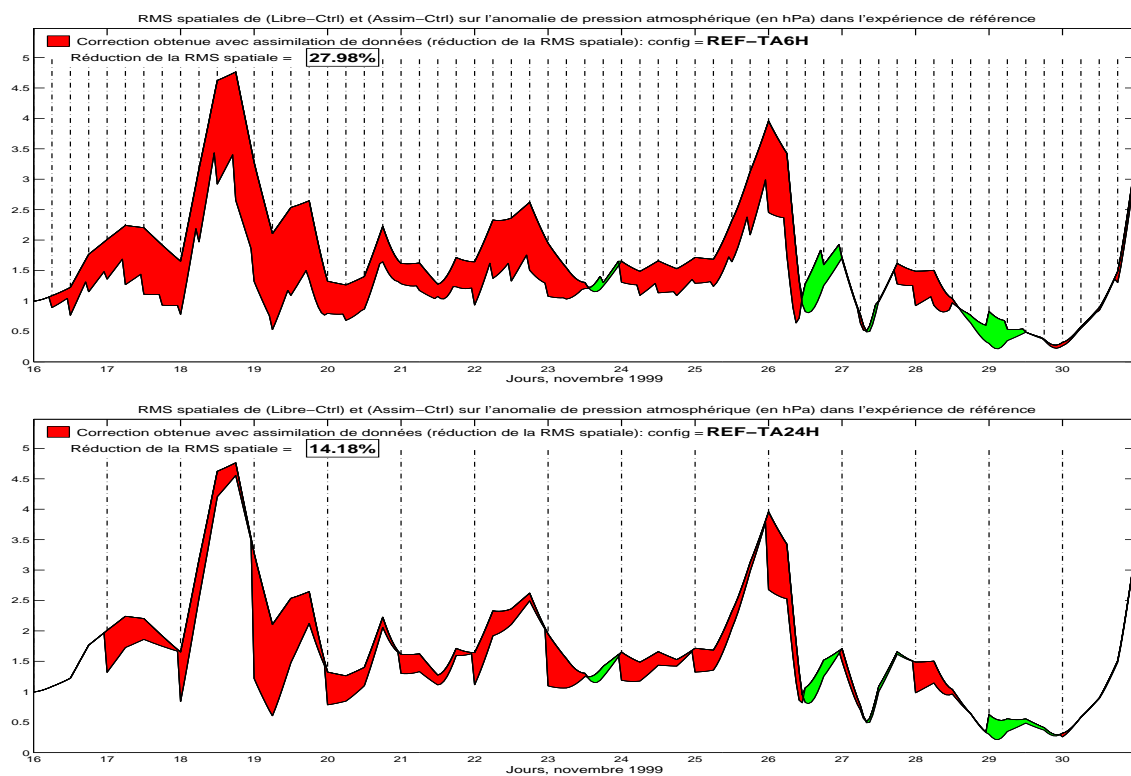 RMS spatiales de (Libre−Ctrl) et (Assim−Ctrl) sur l'anomalie de pression atmosphérique (en hPa) dans l'expérience de référence
Correction obtenue avec assimilation de données (réduction de la RMS spatiale): config = REF−TA6H
Réduction de la RMS spatiale = 27.98%
5
4.5
4
3.5
3
2.5
2
1.5
1
0.5
0
16 17 18 19 20 21 22 23 24 25 26 27 28 29 30
Jours, novembre 1999
RMS spatiales de (Libre−Ctrl) et (Assim−Ctrl) sur l'anomalie de pression atmosphérique (en hPa) dans l'expérience de référence
Correction obtenue avec assimilation de données (réduction de la RMS spatiale): config = REF−TA24H
Réduction de la RMS spatiale = 14.18%
5
4.5
4
3.5
3
2.5
2
1.5
1
0.5
0
16 17 18 19 20 21 22 23 24 25 26 27 28 29 30
Jours, novembre 1999